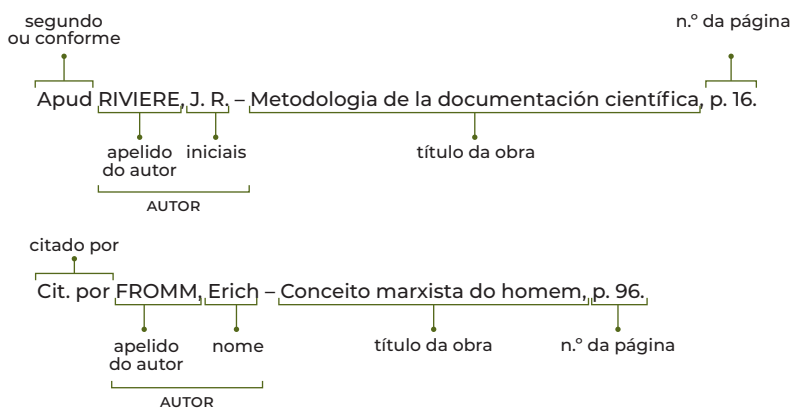 segundo
ou conforme
n.º da página
Apud RIVIERE, J. R. – Metodologia de la documentación científica, p. 16.
apelido
do autor
iniciais
título da obra
AUTOR
citado por
Cit. por FROMM, Erich – Conceito marxista do homem, p. 96.
apelido
do autor
nome
título da obra
n.º da página
AUTOR